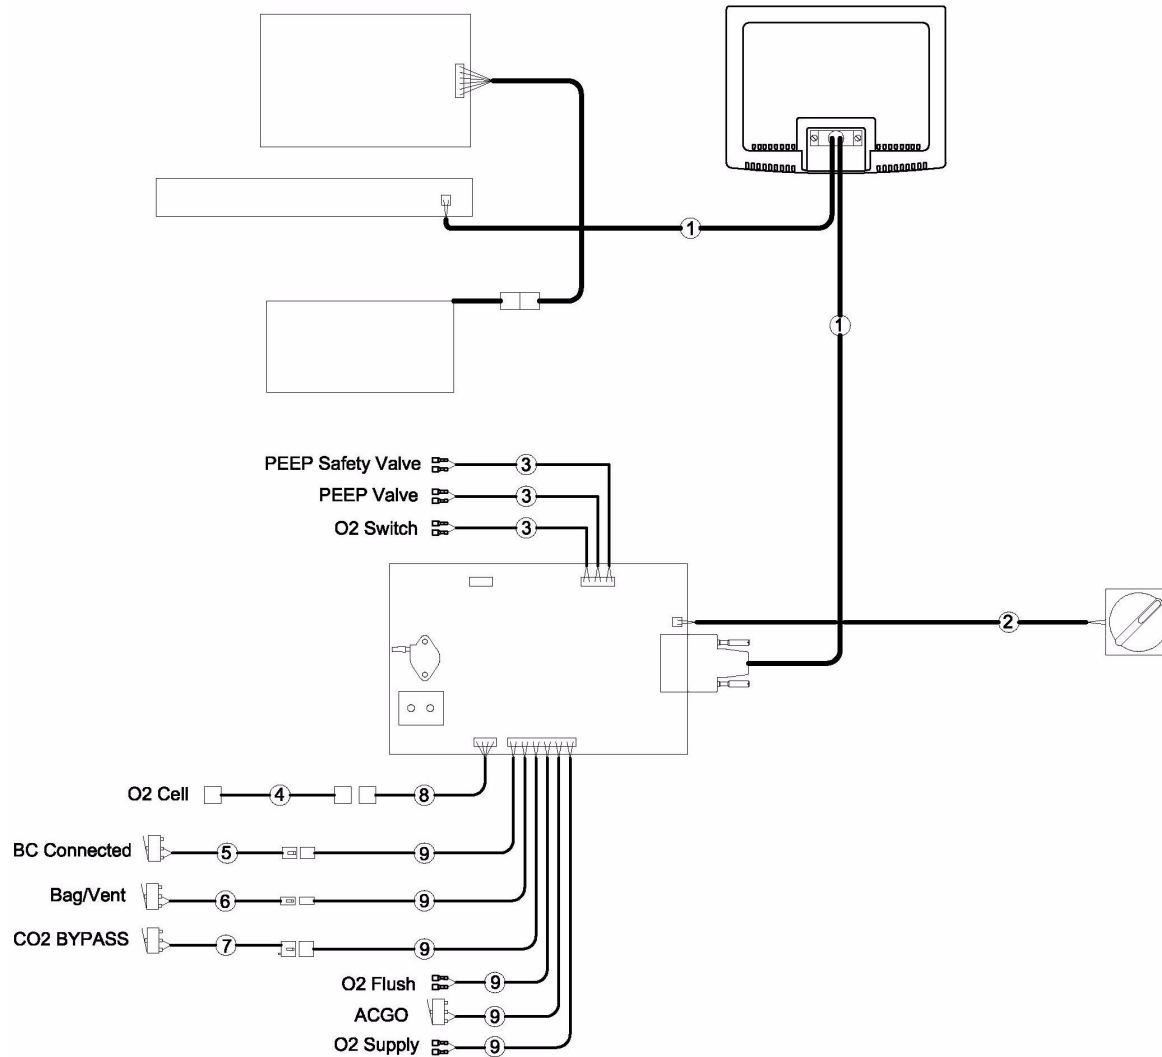 1
1
PEEP Safety Valve 3
PEEP Valve 3
O2 Switch 3
2
O2 Cell 4 8
BC Connected 5 9
Bag/Vent 6 9
CO2 BYPASS 7 9
O2 Flush 9
ACGO 9
O2 Supply 9